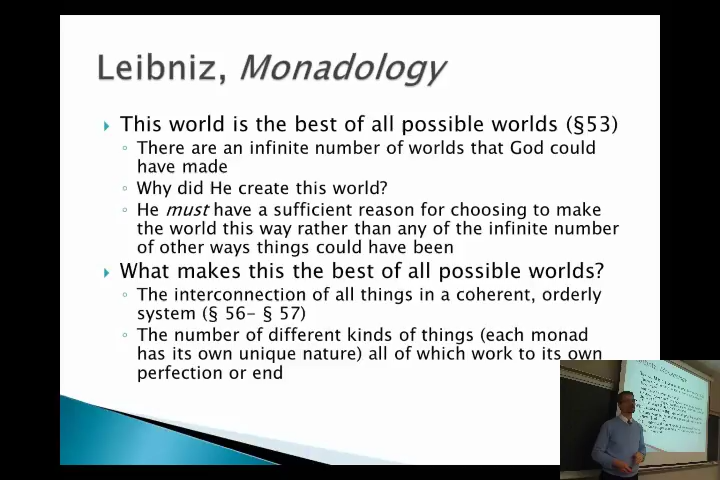 Leibniz, Monadology
This world is the best of all possible worlds (§53)
There are an infinite number of worlds that God could
have made
Why did He create this world?
He must have a sufficient reason for choosing to make
the world this way rather than any of the infinite number
of other ways things could have been
What makes this the best of all possible worlds?
The interconnection of all things in a coherent, orderly
system (§ 56- § 57)
The number of different kinds of things (each monad
has its own unique nature) all of which work to its own
perfection or end